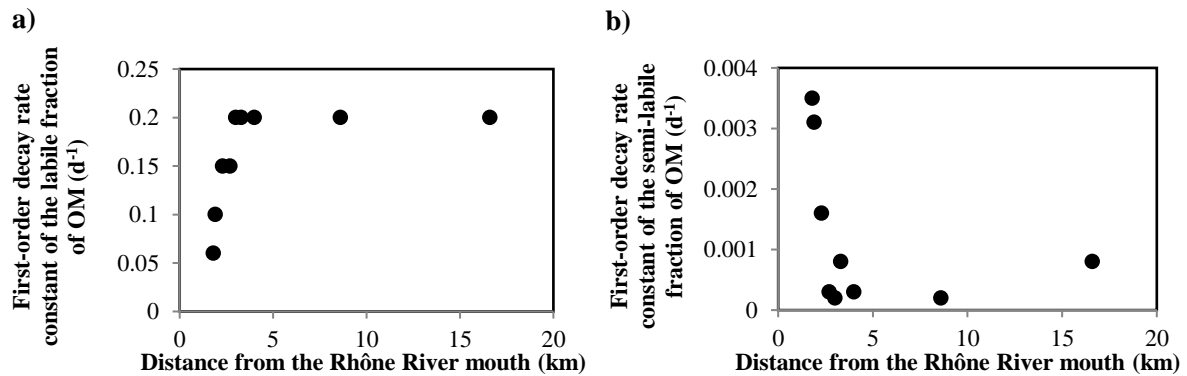 a)
First-order decay rate
constant of the labile fraction
of OM (d-1)
0.25
0.2
0.15
0.1
0.05
0
0
5
10
15
20
Distance from the Rhône River mouth (km)
b)
First-order decay rate
constant of the semi-labile
fraction of OM (d-1)
0.004
0.003
0.002
0.001
0
0
5
10
15
20
Distance from the Rhône River mouth (km)